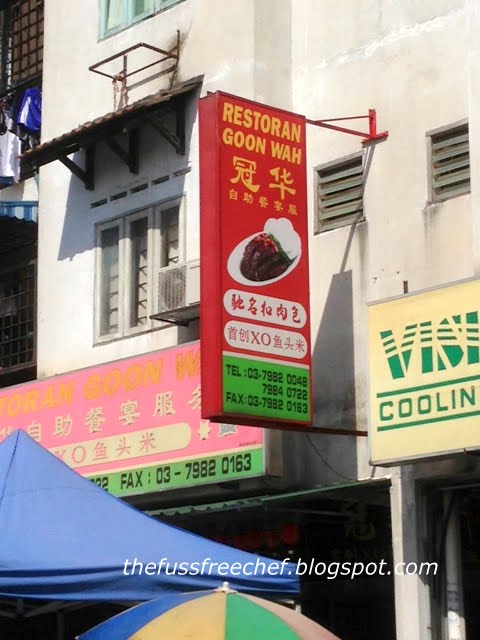 RESTORAN
GOON WAH
冠华
自助餐宴服
驰名扣肉包
首创XO鱼头米
TEL: 03-7982 0048
7984 0722
FAX: 03-7982 0163
GOON W
自助餐宴服
XO鱼头米
FAX: 03 - 7982 0163
COOLIN
thefussfreechef.blogspot.com